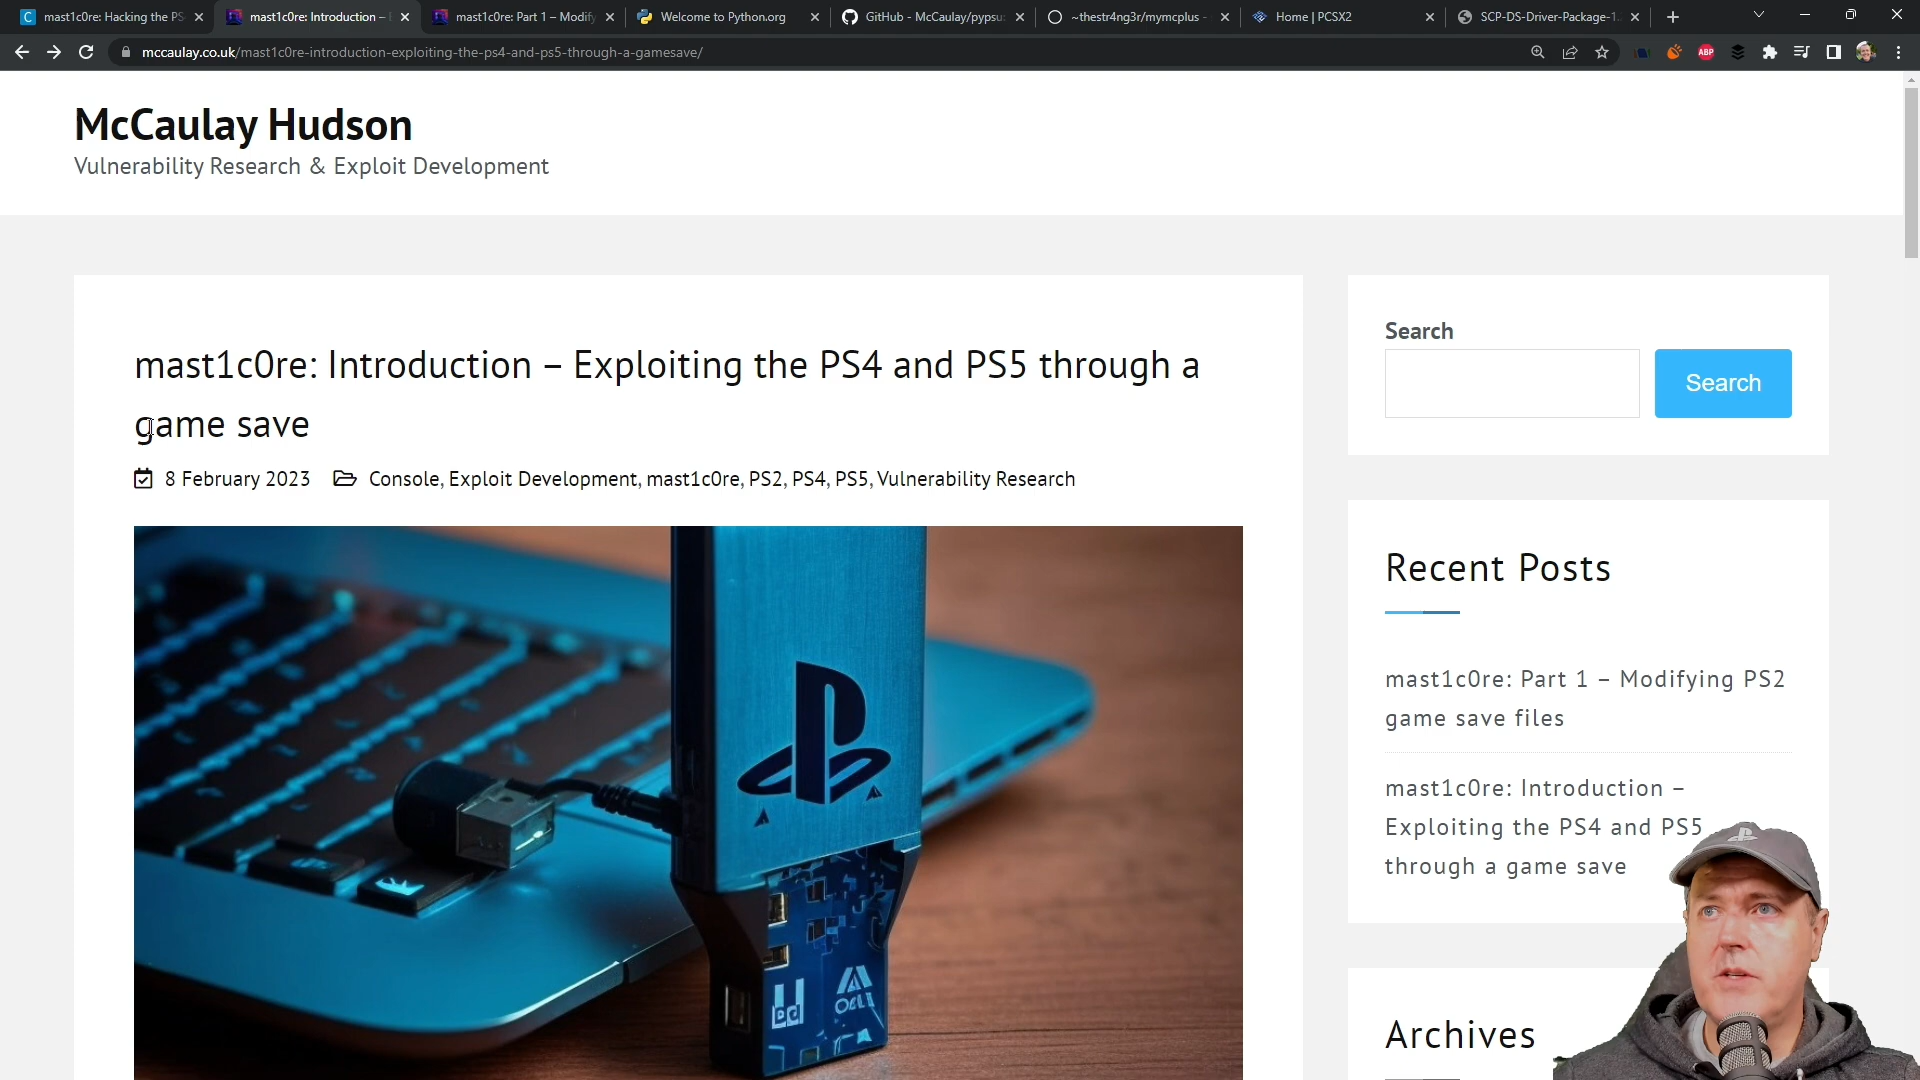 mast1c0re: Hacking the PS
mast1c0re: Introduction –
mast1c0re: Part 1 – Modify
Welcome to Python.org
GitHub - McCaulay/pypsu
~thestr4ng3r/mymcplus -
Home | PCSX2
SCP-DS-Driver-Package-1.
mccaulay.co.uk/mast1c0re-introduction-exploiting-the-ps4-and-ps5-through-a-gamesave/
ABP
McCaulay Hudson
Vulnerability Research & Exploit Development
mast1c0re: Introduction – Exploiting the PS4 and PS5 through a
game save
8 February 2023 Console, Exploit Development, mast1c0re, PS2, PS4, PS5, Vulnerability Research
Search
Search
Recent Posts
mast1c0re: Part 1 – Modifying PS2
game save files
mast1c0re: Introduction –
Exploiting the PS4 and PS5
through a game save
Archives